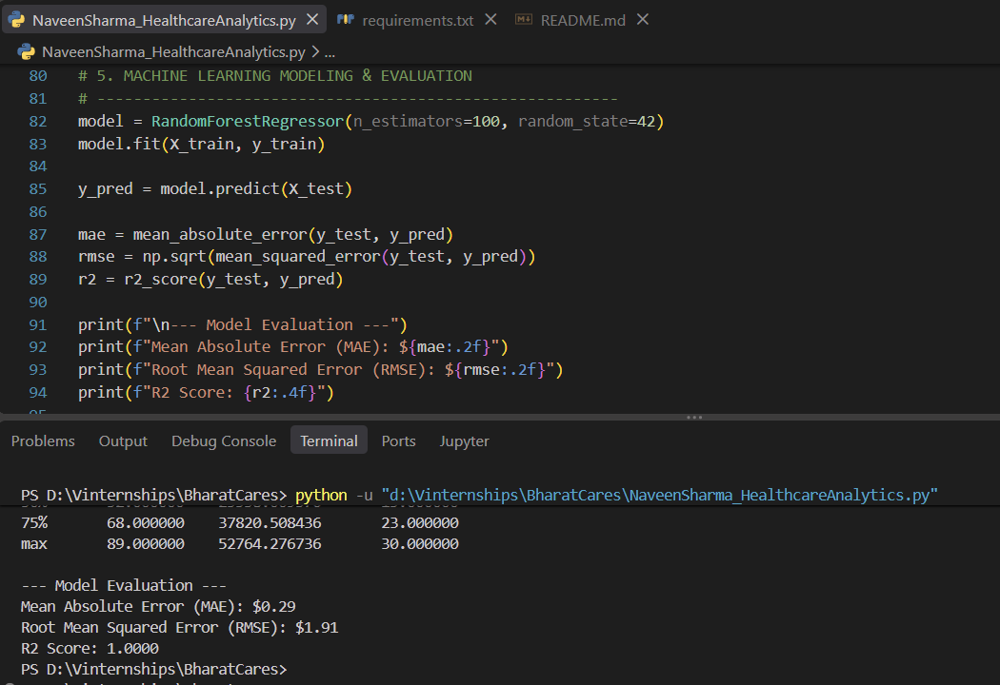 NaveenSharma_HealthcareAnalytics.py
requirements.txt
README.md
NaveenSharma_HealthcareAnalytics.py > ...
80 # 5. MACHINE LEARNING MODELING & EVALUATION
81 # ---------------------------------------------------------
82 model = RandomForestRegressor(n_estimators=100, random_state=42)
83 model.fit(X_train, y_train)
84
85 y_pred = model.predict(X_test)
86
87 mae = mean_absolute_error(y_test, y_pred)
88 rmse = np.sqrt(mean_squared_error(y_test, y_pred))
89 r2 = r2_score(y_test, y_pred)
90
91 print(f"\n--- Model Evaluation ---")
92 print(f"Mean Absolute Error (MAE): ${mae:.2f}")
93 print(f"Root Mean Squared Error (RMSE): ${rmse:.2f}")
94 print(f"R2 Score: {r2:.4f}")
Problems Output Debug Console Terminal Ports Jupyter
PS D:\Vinternships\BharatCares> python -u "d:\Vinternships\BharatCares\NaveenSharma_HealthcareAnalytics.py"
75% 68.000000 37820.508436 23.000000
max 89.000000 52764.276736 30.000000
--- Model Evaluation ---
Mean Absolute Error (MAE): $0.29
Root Mean Squared Error (RMSE): $1.91
R2 Score: 1.0000
PS D:\Vinternships\BharatCares>